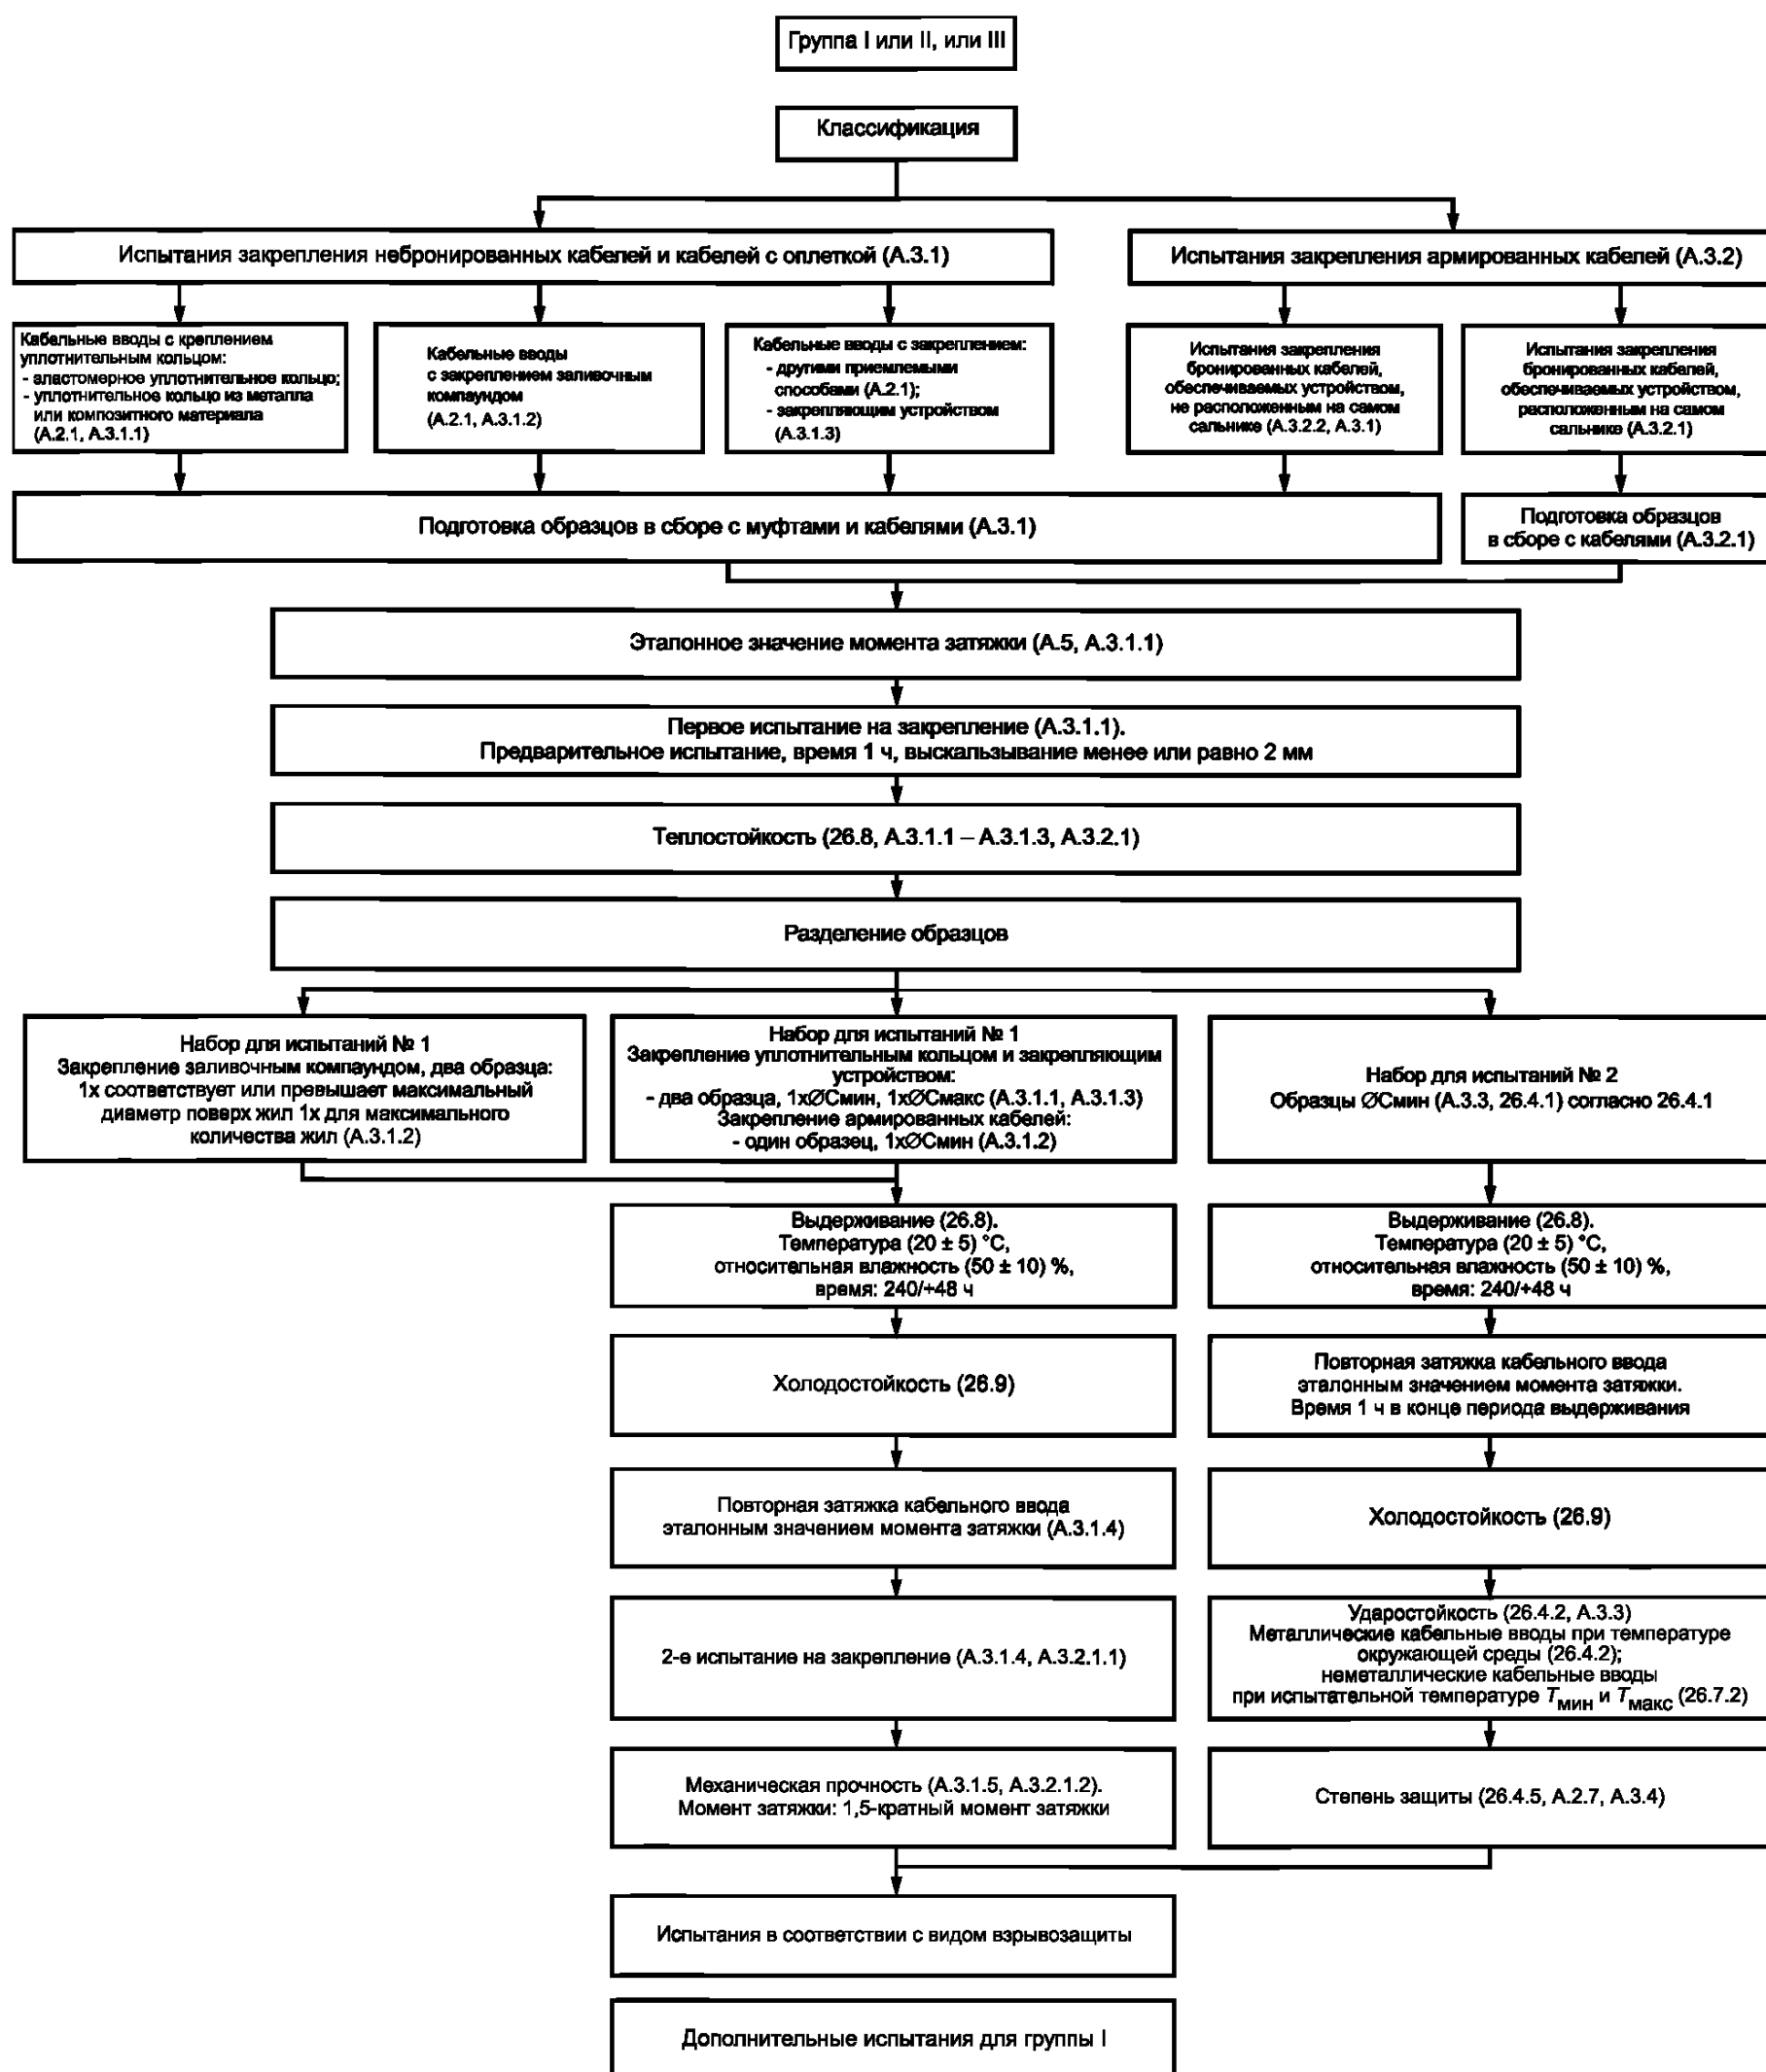 Группа I или II, или III
Классификация
Испытания закрепления небронированных кабелей и кабелей с оплеткой (А.3.1)
Испытания закрепления армированных кабелей (А.3.2)
Кабельные вводы с креплением
уплотнительным кольцом:
- эластомерное уплотнительное кольцо;
- уплотнительное кольцо из металла
или композитного материала
(А.2.1, А.3.1.1)
Кабельные вводы
с закреплением заливочным
компаундом
(А.2.1, А.3.1.2)
Кабельные вводы с закреплением:
- другими приемлемыми
способами (А.2.1);
- закрепляющим устройством
(А.3.1.3)
Испытания закрепления
бронированных кабелей,
обеспечиваемых устройством,
не расположенным на самом
сальнике (А.3.2.2, А.3.1)
Испытания закрепления
бронированных кабелей,
обеспечиваемых устройством,
расположенным на самом
сальнике (А.3.2.1)
Подготовка образцов в сборе с муфтами и кабелями (А.3.1)
Подготовка образцов
в сборе с кабелями (А.3.2.1)
Эталонное значение момента затяжки (А.5, А.3.1.1)
Первое испытание на закрепление (А.3.1.1).
Предварительное испытание, время 1 ч, выскальзывание менее или равно 2 мм
Теплостойкость (26.8, А.3.1.1 – А.3.1.3, А.3.2.1)
Разделение образцов
Набор для испытаний № 1
Закрепление заливочным компаундом, два образца:
1х соответствует или превышает максимальный
диаметр поверх жил 1х для максимального
количества жил (А.3.1.2)
Набор для испытаний № 1
Закрепление уплотнительным кольцом и закрепляющим
устройством:
- два образца, 1х∅Смин, 1х∅Смакс (А.3.1.1, А.3.1.3)
Закрепление армированных кабелей:
- один образец, 1х∅Смин (А.3.1.2)
Набор для испытаний № 2
Образцы ∅Смин (А.3.3, 26.4.1) согласно 26.4.1
Выдерживание (26.8).
Температура (20 ± 5) °С,
относительная влажность (50 ± 10) %,
время: 240/+48 ч
Выдерживание (26.8).
Температура (20 ± 5) °С,
относительная влажность (50 ± 10) %,
время: 240/+48 ч
Холодостойкость (26.9)
Повторная затяжка кабельного ввода
эталонным значением момента затяжки.
Время 1 ч в конце периода выдерживания
Повторная затяжка кабельного ввода
эталонным значением момента затяжки (А.3.1.4)
Холодостойкость (26.9)
2-е испытание на закрепление (А.3.1.4, А.3.2.1.1)
Ударостойкость (26.4.2, А.3.3)
Металлические кабельные вводы при температуре
окружающей среды (26.4.2);
неметаллические кабельные вводы
при испытательной температуре Tмин и Tмакс (26.7.2)
Механическая прочность (А.3.1.5, А.3.2.1.2).
Момент затяжки: 1,5-кратный момент затяжки
Степень защиты (26.4.5, А.2.7, А.3.4)
Испытания в соответствии с видом взрывозащиты
Дополнительные испытания для группы I